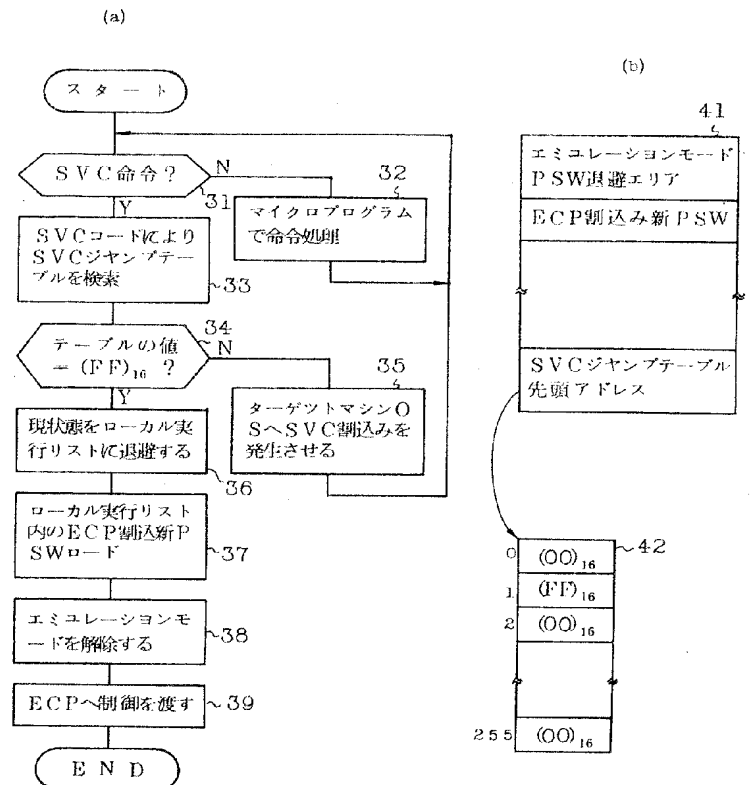 (a)
スタート
SVC命令?
N
31
Y
32
マイクロプログラム
で命令処理
SVCコードにより
SVCジヤンプテー
ブルを検索
33
34
テーブルの値
=(FF)16 ?
N
Y
35
ターゲツトマシンO
SへSVC割込みを
発生させる
現状態をローカル実
行リストに退避する
36
ローカル実行リスト
内のECP割込新P
SWロード
37
エミユレーションモ
ードを解除する
38
ECPへ制御を渡す
39
END
(b)
41
エミユレーションモード
PSW退避エリア
ECP割込み新PSW
SVCジヤンプテーブル
先頭アドレス
42
0 (00)16
1 (FF)16
2 (00)16
255 (00)16